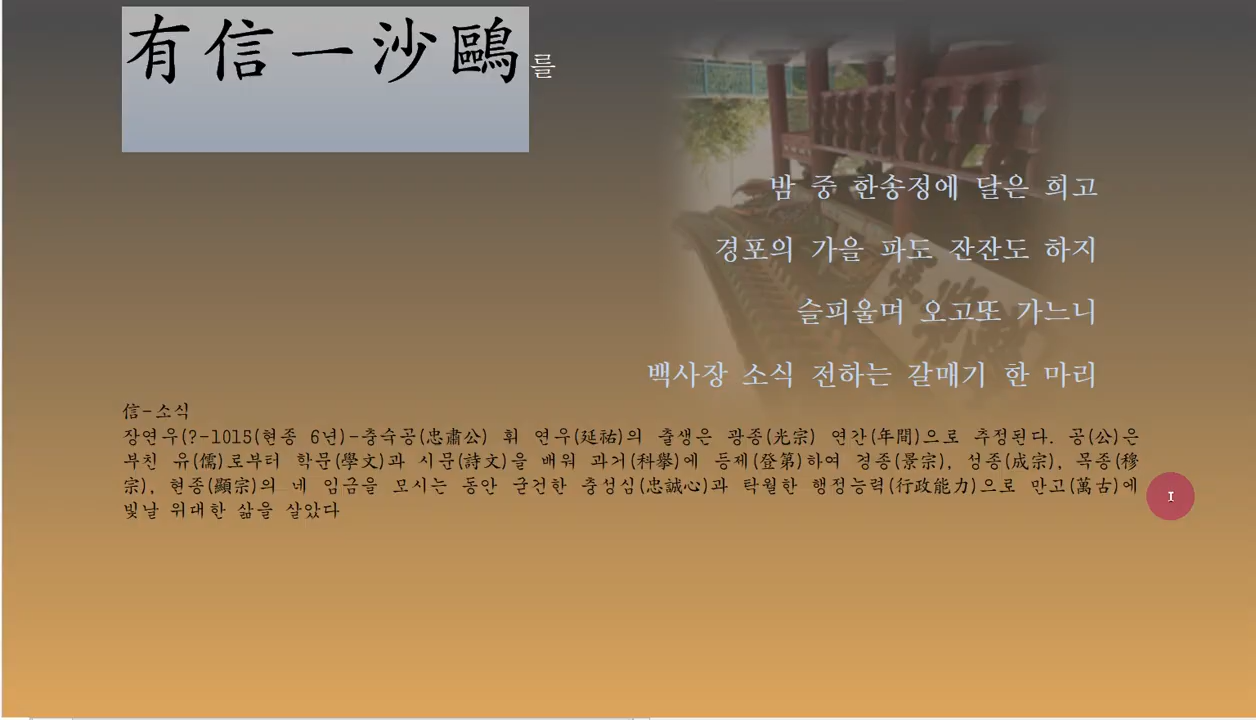 有信一沙鷗를
밤 중 한송정에 달은 희고
경포의 가을 파도 잔잔도 하지
슬피울며 오고또 가느니
백사장 소식 전하는 갈매기 한 마리
信-소식
장연우(?-1015(현종 6년)-충숙공(忠肅公) 휘 연우(延祐)의 출생은 광종(光宗) 연간(年間)으로 추정된다. 공(公)은
부친 유(儒)로부터 학문(學文)과 시문(詩文)을 배워 과거(科擧)에 등제(登第)하여 경종(景宗), 성종(成宗), 목종(穆
宗), 현종(顯宗)의 네 임금을 모시는 동안 굳건한 충성심(忠誠心)과 탁월한 행정능력(行政能力)으로 만고(萬古)에
빛날 위대한 삶을 살았다